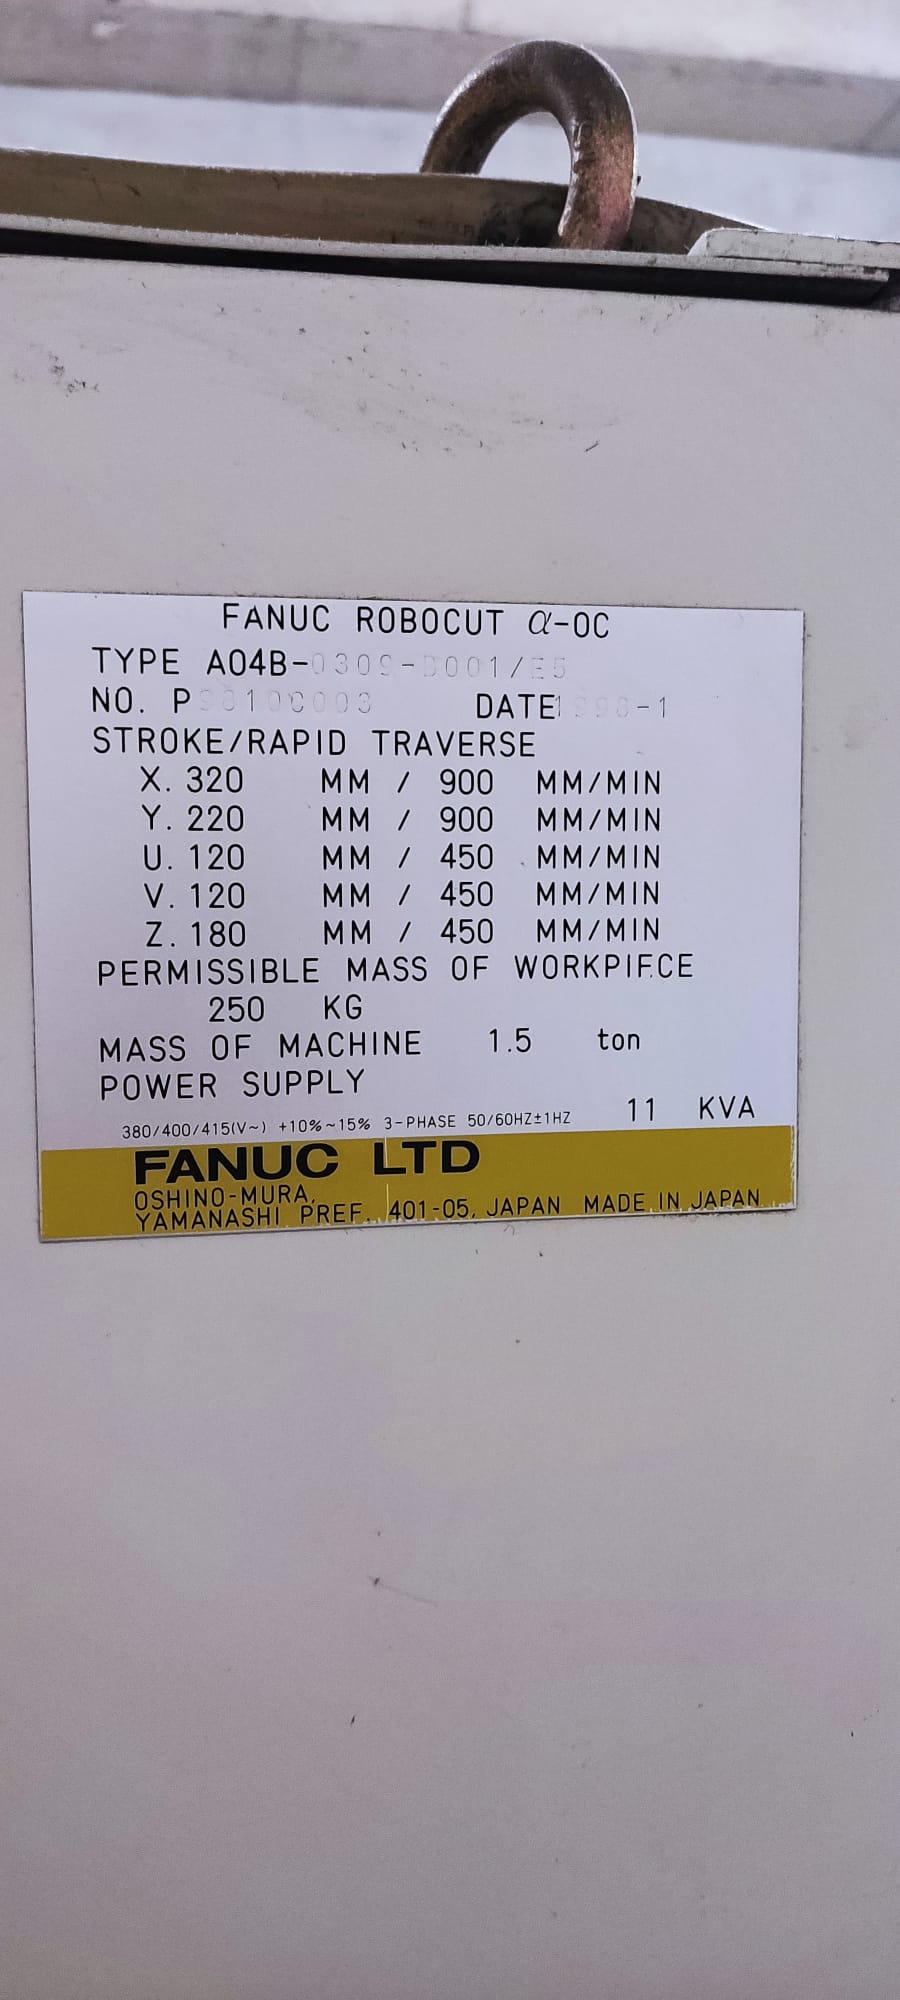 FANUC ROBOCUT α-0C
TYPE A04B-
NO. P DATE 1998-1
STROKE/RAPID TRAVERSE
X. 320 MM / 900 MM/MIN
Y. 220 MM / 900 MM/MIN
U. 120 MM / 450 MM/MIN
V. 120 MM / 450 MM/MIN
Z. 180 MM / 450 MM/MIN
PERMISSIBLE MASS OF WORKPIECE
250 KG
MASS OF MACHINE 1.5 ton
POWER SUPPLY
380/400/415(V~) +10%~15% 3-PHASE 50/60HZ±1HZ 11 KVA
FANUC LTD
OSHINO-MURA,
YAMANASHI PREF. 401-05, JAPAN MADE IN JAPAN